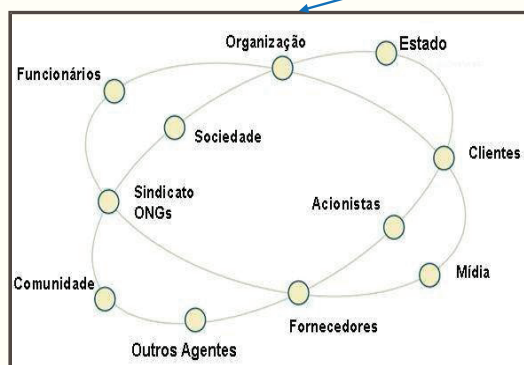 Organização
Estado
Funcionários
Sociedade
Clientes
Sindicato
ONGs
Acionistas
Comunidade
Mídia
Fornecedores
Outros Agentes